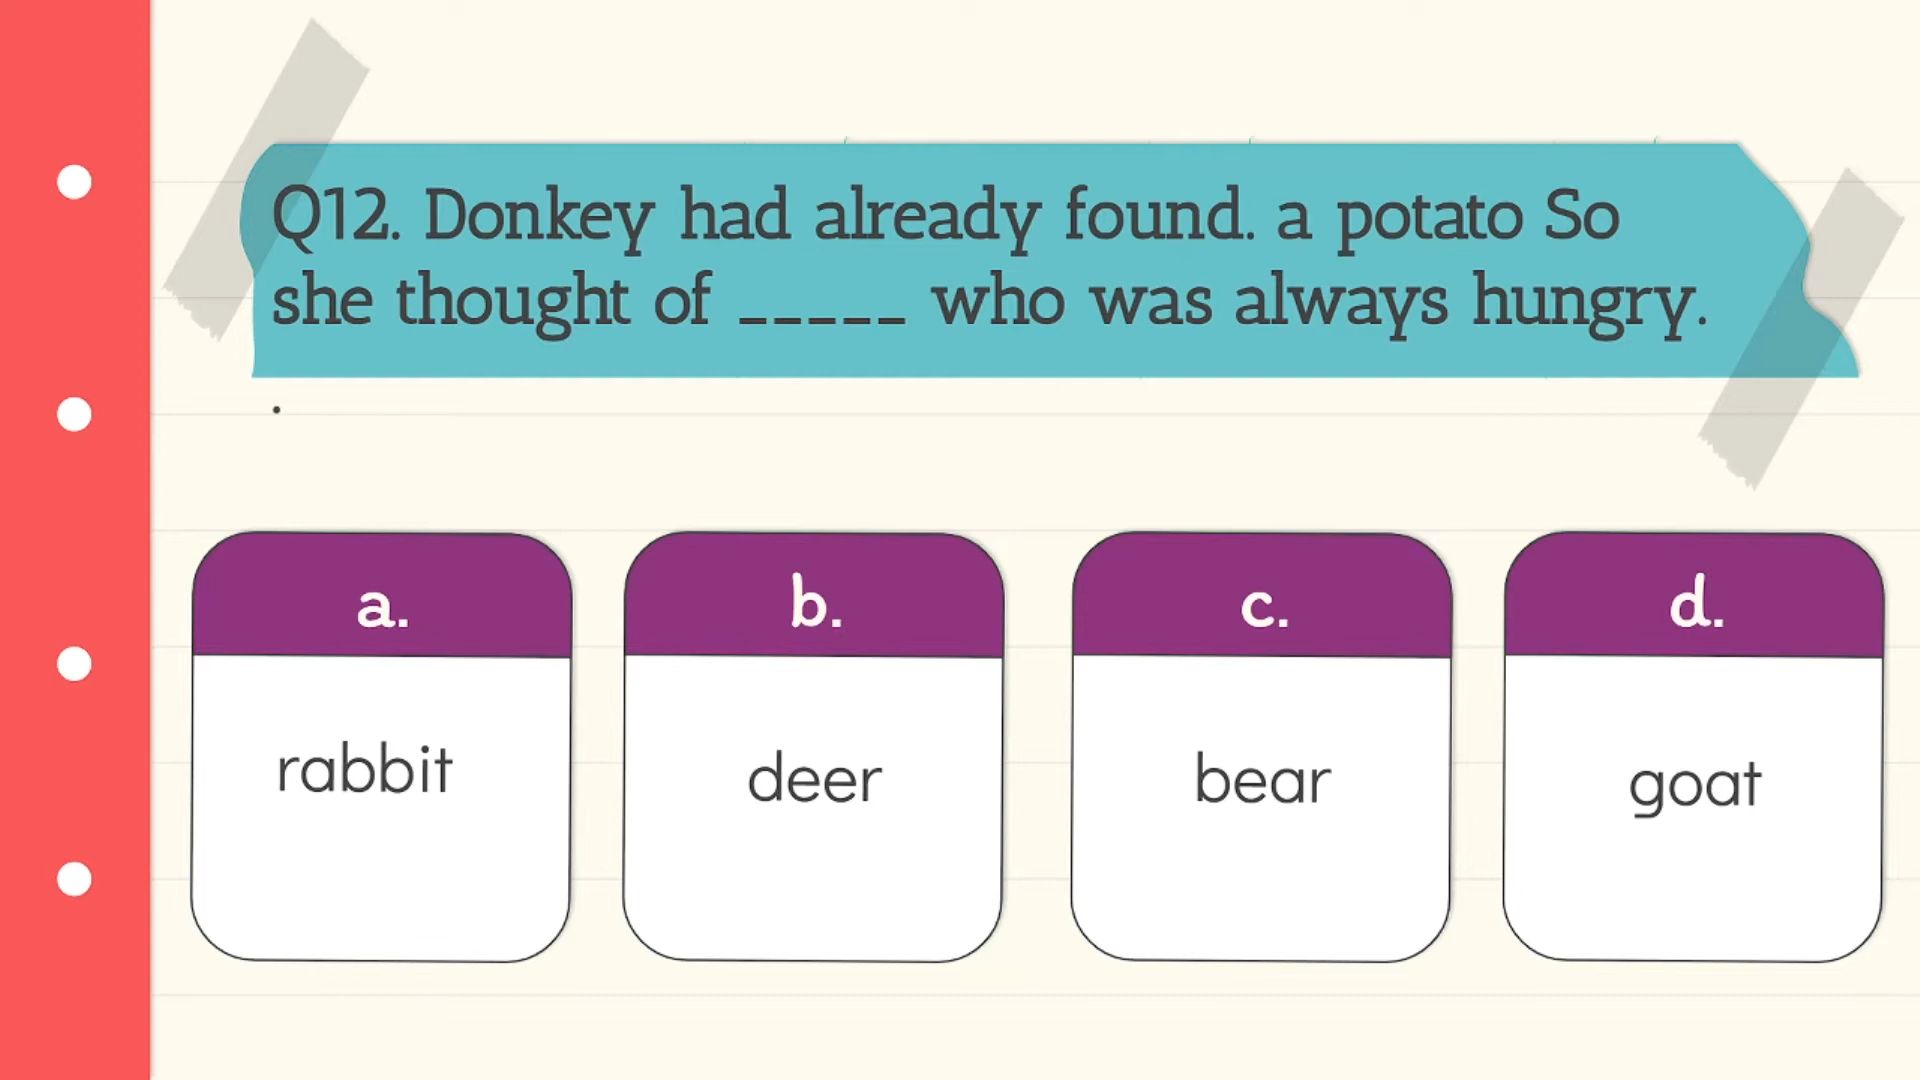 Q12. Donkey had already found. a potato So
she thought of _____ who was always hungry.
.
a.
rabbit
b.
deer
c.
bear
d.
goat